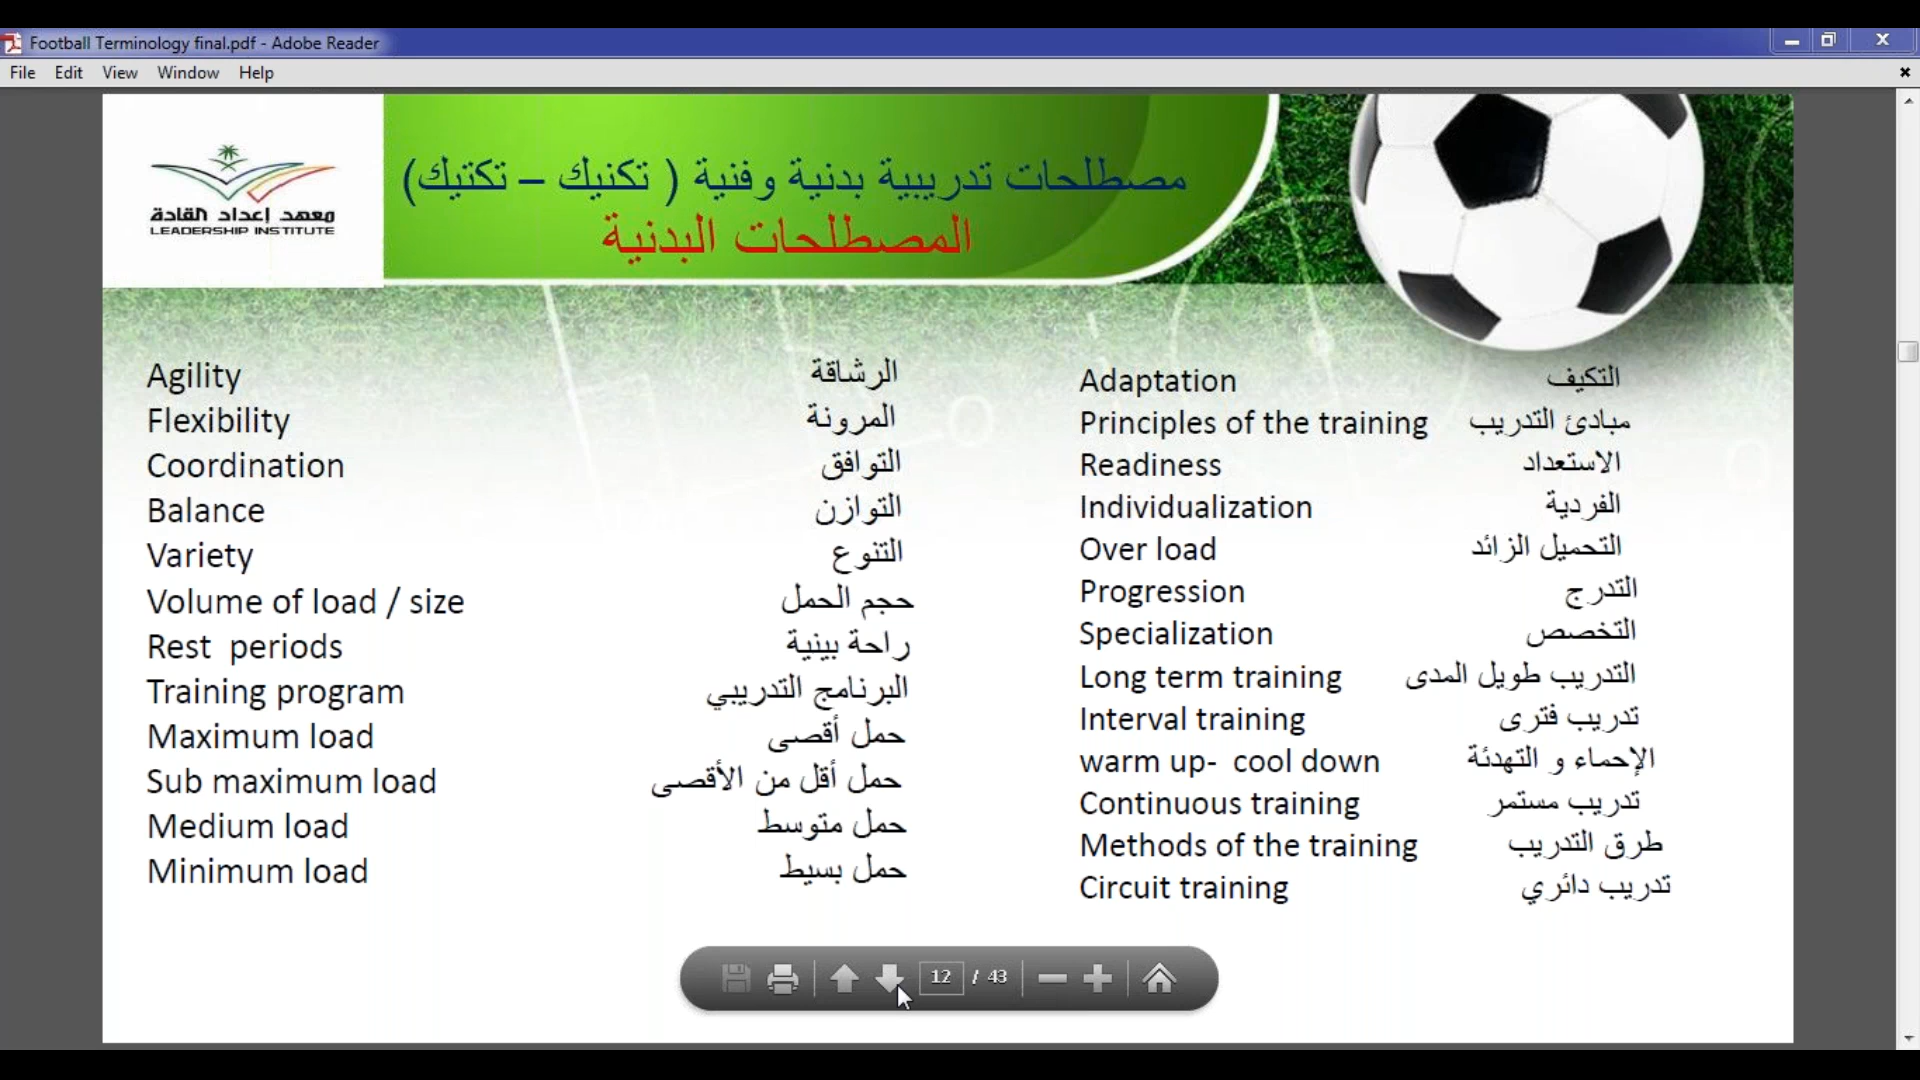 Football Terminology final.pdf - Adobe Reader
File Edit View Window Help
معهد إعداد القادة
LEADERSHIP INSTITUTE
مصطلحات تدريبية بدنية وفنية ( تكنيك – تكتيك)
المصطلحات البدنية
Agility الرشاقة
Flexibility المرونة
Coordination التوافق
Balance التوازن
Variety التنوع
Volume of load / size حجم الحمل
Rest periods راحة بينية
Training program البرنامج التدريبي
Maximum load حمل أقصى
Sub maximum load حمل أقل من الأقصى
Medium load حمل متوسط
Minimum load حمل بسيط
Adaptation التكيف
Principles of the training مبادئ التدريب
Readiness الاستعداد
Individualization الفردية
Over load التحميل الزائد
Progression التدرج
Specialization التخصص
Long term training التدريب طويل المدى
Interval training تدريب فترى
warm up- cool down الإحماء و التهدئة
Continuous training تدريب مستمر
Methods of the training طرق التدريب
Circuit training تدريب دائري
12 / 43